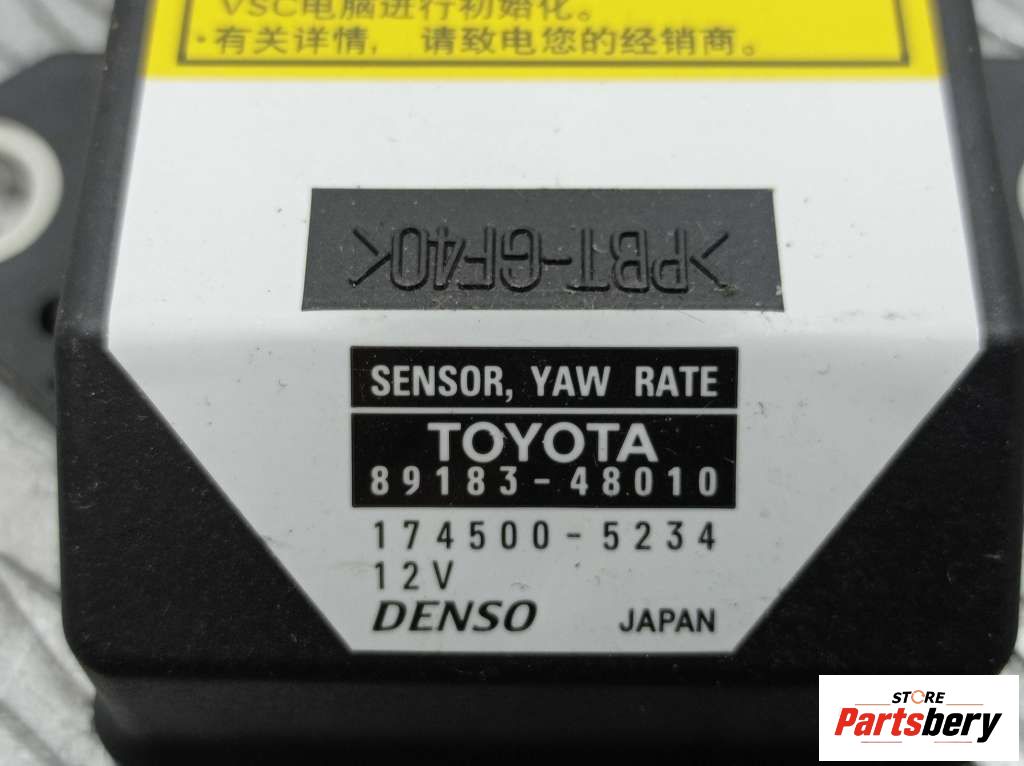 VSC电脑进行初始化。
·有关详情，请致电您的经销商。
>PBT-GF40<
SENSOR, YAW RATE
TOYOTA
89183-48010
174500-5234
12V
DENSO JAPAN
STORE
Partsbery